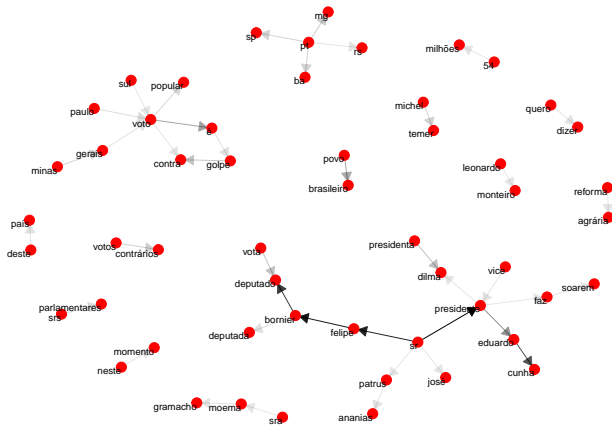 mg
sp
pr
rs
ba
milhões
54
sul
popular
paulo
voto
é
gerais
contra
golpe
minas
michel
temer
quero
dizer
povo
brasileiro
leonardo
monteiro
reforma
agrária
país
deste
votos
contrários
vota
deputado
presidenta
dilma
vice
soarem
faz
presidente
parlamentares
srs
bornier
felipe
deputada
sr
eduardo
cunha
momento
neste
patrus
josé
gramacho
moema
sra
ananias